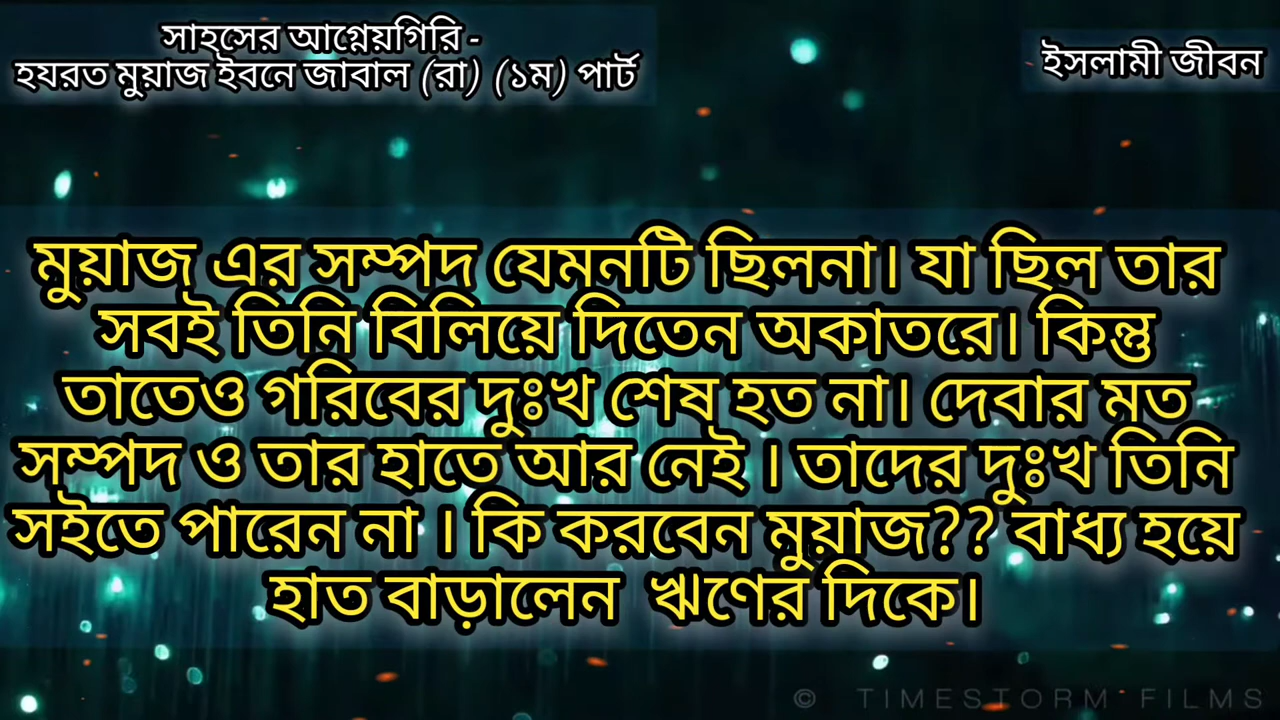 সাহসের আগ্নেয়গিরি -
হযরত মুয়াজ ইবনে জাবাল (রা) (১ম) পার্ট
ইসলামী জীবন
মুয়াজ এর সম্পদ যেমনটি ছিলনা। যা ছিল তার
সবই তিনি বিলিয়ে দিতেন অকাতরে। কিন্তু
তাতেও গরিবের দুঃখ শেষ হত না। দেবার মত
সম্পদ ও তার হাতে আর নেই । তাদের দুঃখ তিনি
সইতে পারেন না । কি করবেন মুয়াজ?? বাধ্য হয়ে
হাত বাড়ালেন ঋণের দিকে।
© TIMESTORM FILMS